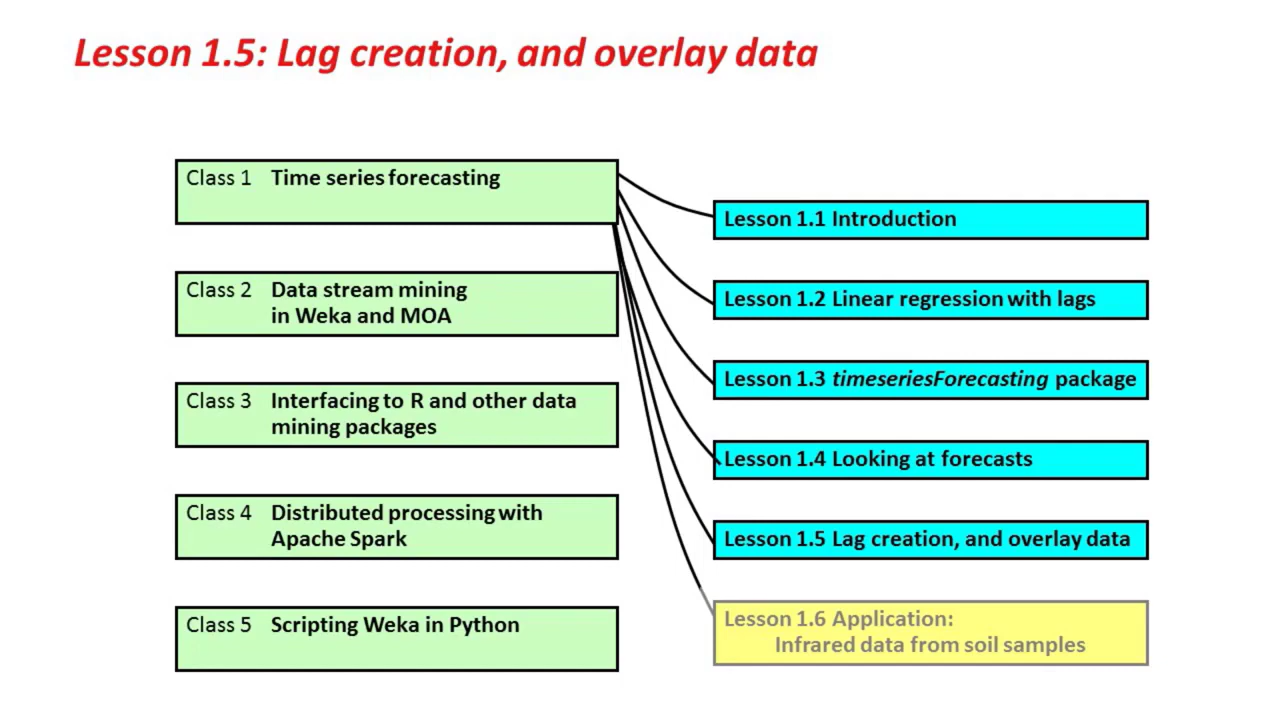 Lesson 1.5: Lag creation, and overlay data
Class 1 Time series forecasting
Class 2 Data stream mining
in Weka and MOA
Class 3 Interfacing to R and other data
mining packages
Class 4 Distributed processing with
Apache Spark
Class 5 Scripting Weka in Python
Lesson 1.1 Introduction
Lesson 1.2 Linear regression with lags
Lesson 1.3 timeseriesForecasting package
Lesson 1.4 Looking at forecasts
Lesson 1.5 Lag creation, and overlay data
Lesson 1.6 Application:
Infrared data from soil samples